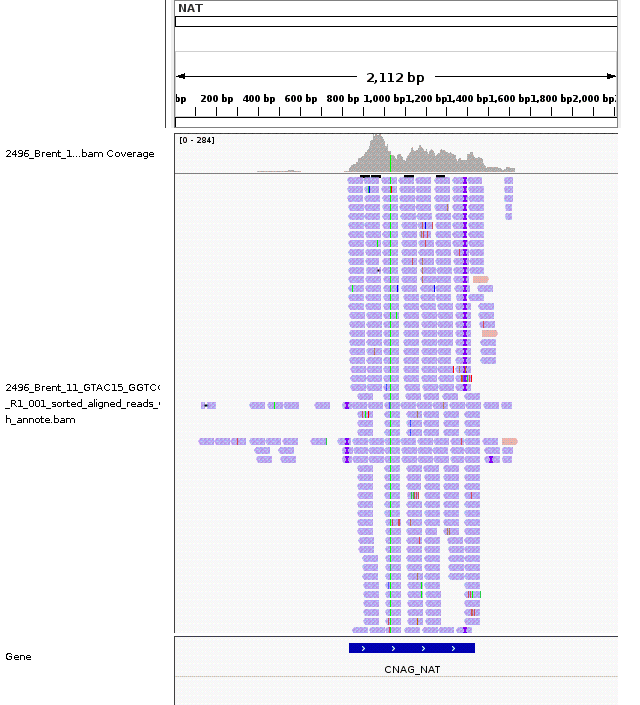 NAT
2,112 bp
bp 200 bp 400 bp 600 bp 800 bp 1,000 bp 1,200 bp 1,400 bp 1,600 bp 1,800 bp 2,000 bp
[0 - 284]
2496_Brent_1...bam Coverage
2496_Brent_11_GTAC15_GGTC
_R1_001_sorted_aligned_reads_
h_annote.bam
Gene
CNAG_NAT